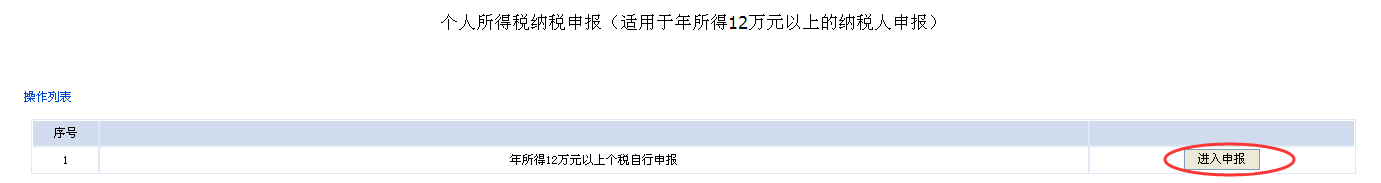 个人所得税纳税申报（适用于年所得12万元以上的纳税人申报）
操作列表
序号
1 年所得12万元以上个税自行申报 进入申报